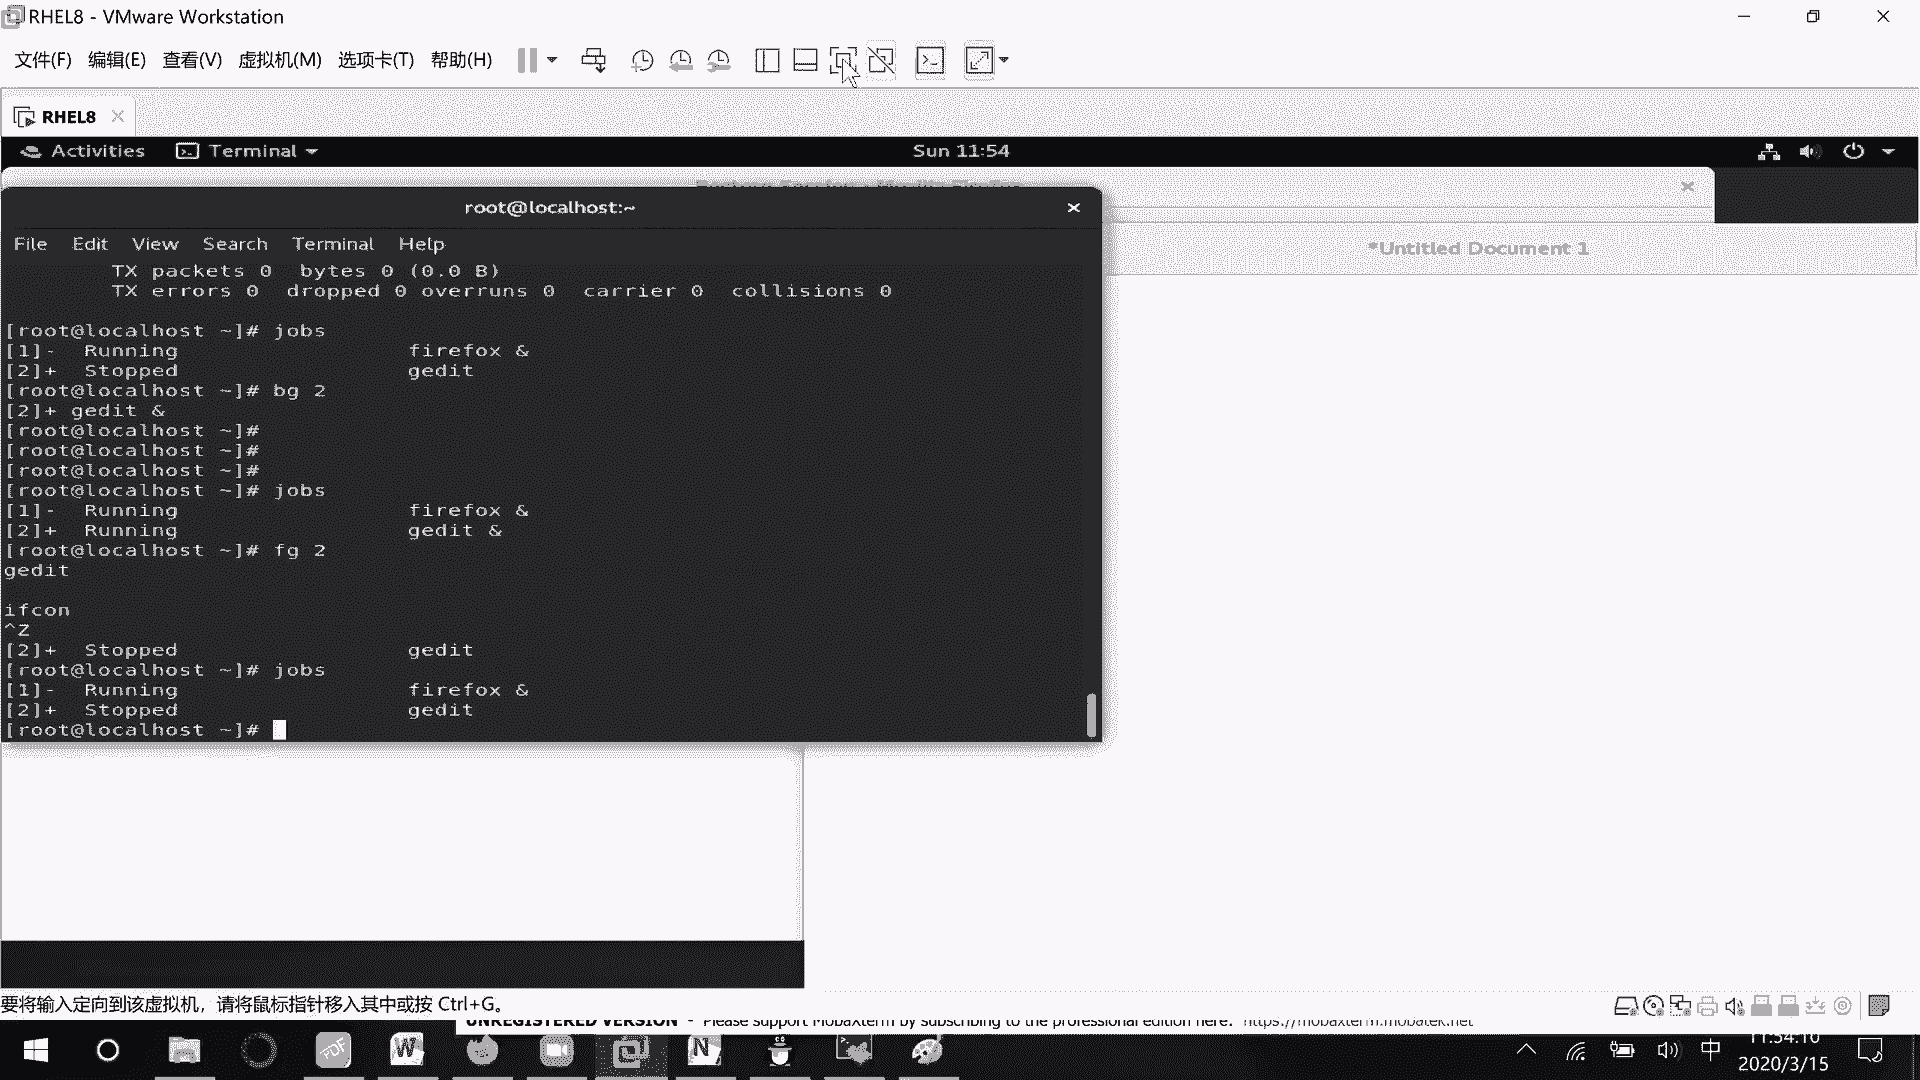 RHEL8 - VMware Workstation
文件(F) 编辑(E) 查看(V) 虚拟机(M) 选项卡(T) 帮助(H)
RHEL8
Activities Terminal Sun 11:54
root@localhost:~
File Edit View Search Terminal Help
*Untitled Document 1
TX packets 0  bytes 0 (0.0 B)
TX errors 0  dropped 0 overruns 0  carrier 0  collisions 0
[root@localhost ~]# jobs
[1]-  Running                 firefox &
[2]+  Stopped                 gedit
[root@localhost ~]# bg 2
[2]+ gedit &
[root@localhost ~]#
[root@localhost ~]#
[root@localhost ~]#
[root@localhost ~]# jobs
[1]-  Running                 firefox &
[2]+  Running                 gedit &
[root@localhost ~]# fg 2
gedit
ifcon
^Z
[2]+  Stopped                 gedit
[root@localhost ~]# jobs
[1]-  Running                 firefox &
[2]+  Stopped                 gedit
[root@localhost ~]#
要将输入定向到该虚拟机，请将鼠标指针移入其中或按 Ctrl+G。
UNREGISTERED VERSION - Please support MobaXterm by subscribing to the professional edition here: https://mobaxterm.mobatek.net
PDF W N 中 11:54:10
2020/3/15